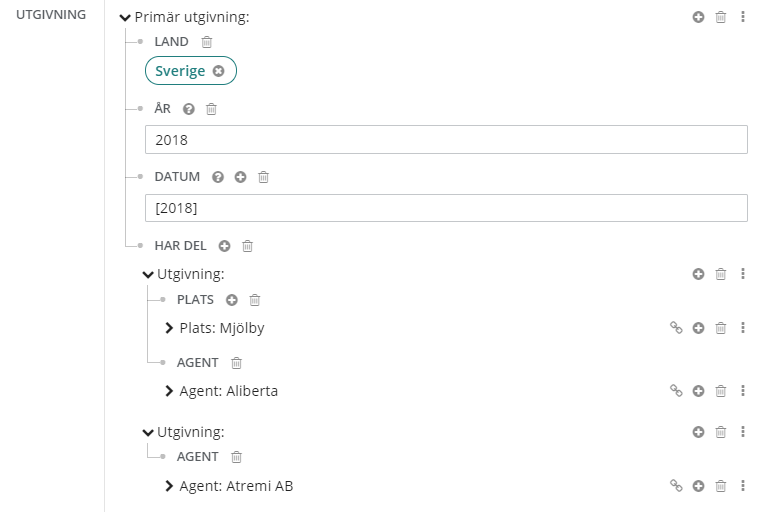 UTGIVNING
Primär utgivning:
LAND
Sverige
ÅR
2018
DATUM
[2018]
HAR DEL
Utgivning:
PLATS
Plats: Mjölby
AGENT
Agent: Aliberta
Utgivning:
AGENT
Agent: Atremi AB